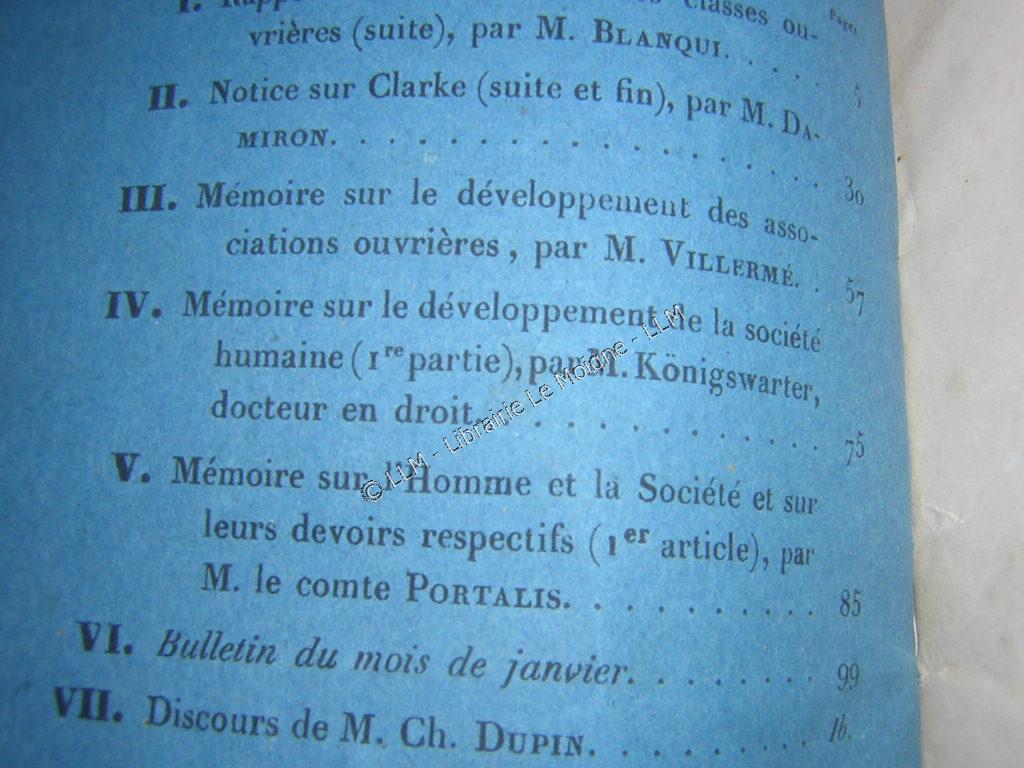 I. classes ou- Pages
vrières (suite), par M. BLANQUI. . . . . 5
II. Notice sur Clarke (suite et fin), par M. DA-
MIRON. . . . . . . . . . . . . . . . 30
III. Mémoire sur le développement des asso-
ciations ouvrières, par M. VILLERMÉ. . 57
IV. Mémoire sur le développement de la société
humaine (1re partie), par M. Königswarter,
docteur en droit. . . . . . . . . . . . 75
V. Mémoire sur l'Homme et la Société et sur
leurs devoirs respectifs (1er article), par
M. le comte PORTALIS. . . . . . . . . 85
VI. Bulletin du mois de janvier. . . . . . . 99
VII. Discours de M. Ch. DUPIN. . . . . . . . Ib.
© LLM - Librairie Le Moigne - LLM